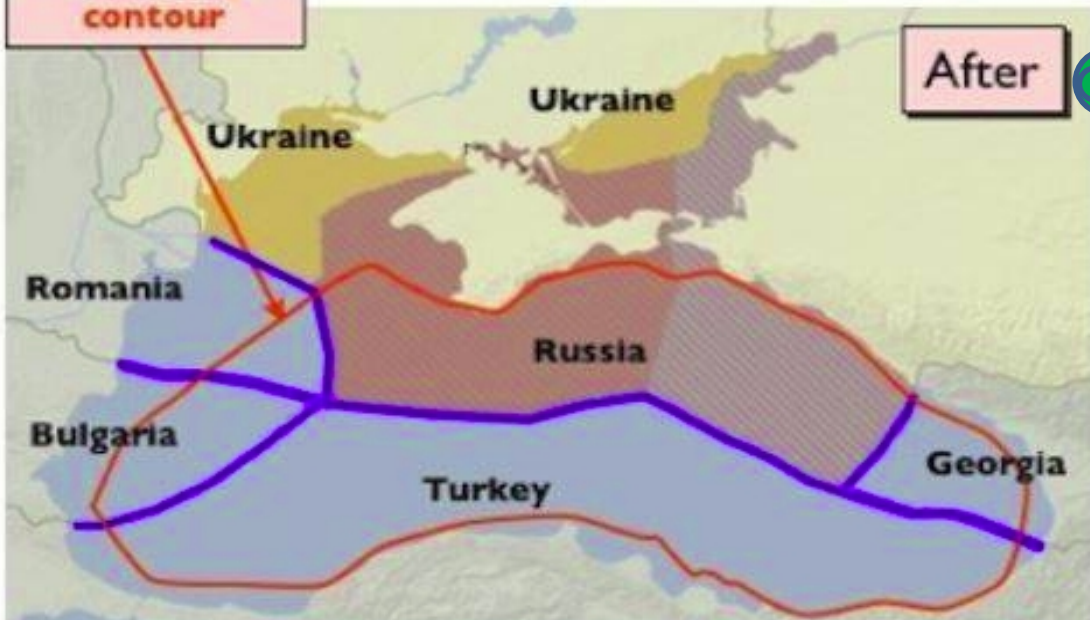 contour
After
Ukraine
Ukraine
Romania
Russia
Bulgaria
Georgia
Turkey